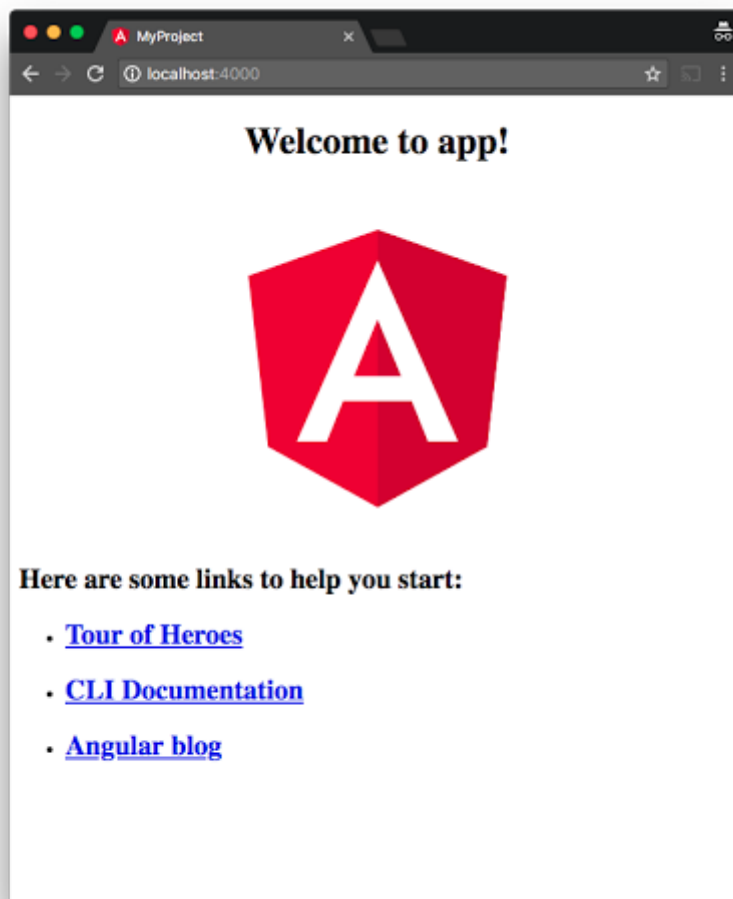 MyProject
localhost:4000
Welcome to app!
A
Here are some links to help you start:
Tour of Heroes
CLI Documentation
Angular blog